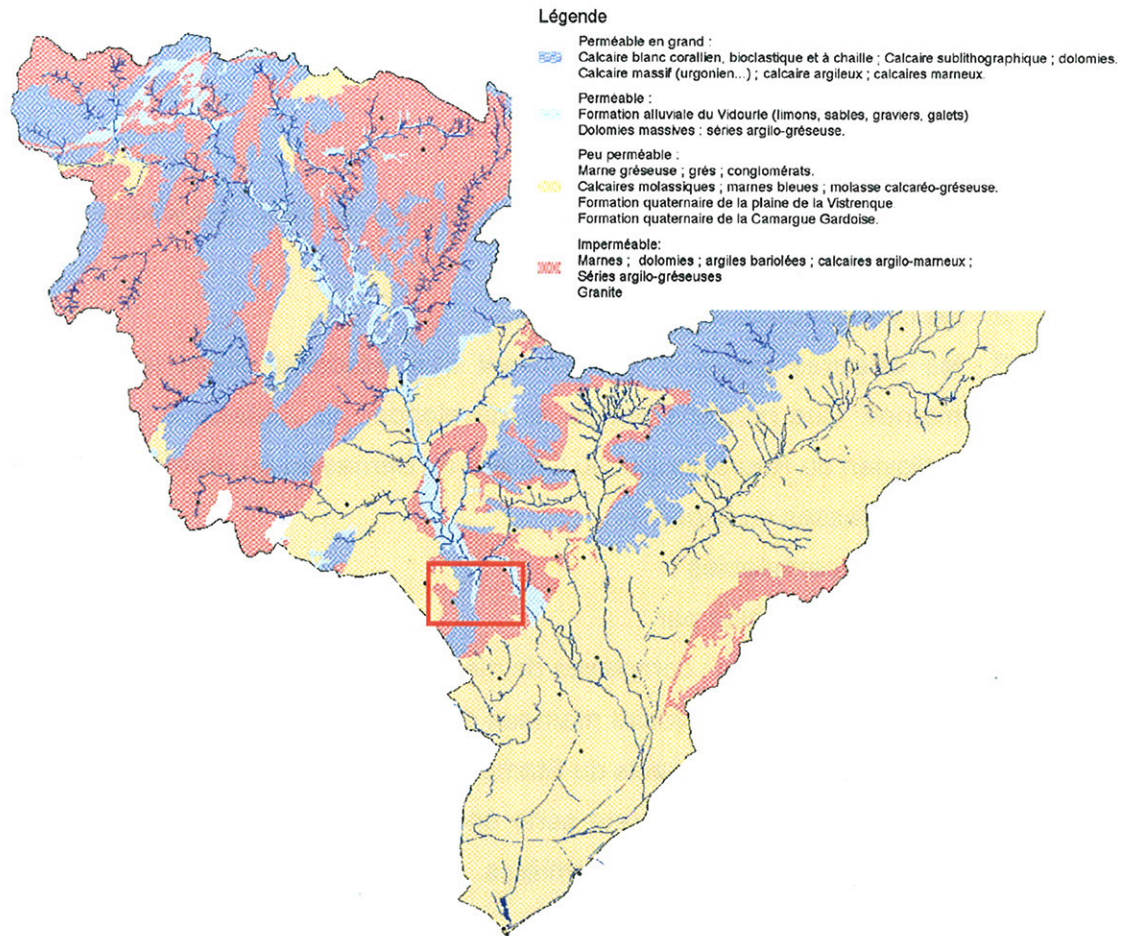 Légende
Perméable en grand :
Calcaire blanc corallien, bioclastique et à chaille ; Calcaire sublithographique ; dolomies.
Calcaire massif (urgonien...) ; calcaire argileux ; calcaires marneux.
Perméable :
Formation alluviale du Vidourle (limons, sables, graviers, galets)
Dolomies massives : séries argilo-gréseuse.
Peu perméable :
Marne gréseuse ; grés ; conglomérats.
Calcaires molassiques ; marnes bleues ; molasse calcaréo-gréseuse.
Formation quaternaire de la plaine de la Vistrenque
Formation quaternaire de la Camargue Gardoise.
Imperméable:
Marnes ; dolomies ; argiles bariolées ; calcaires argilo-marneux ;
Séries argilo-gréseuses
Granite